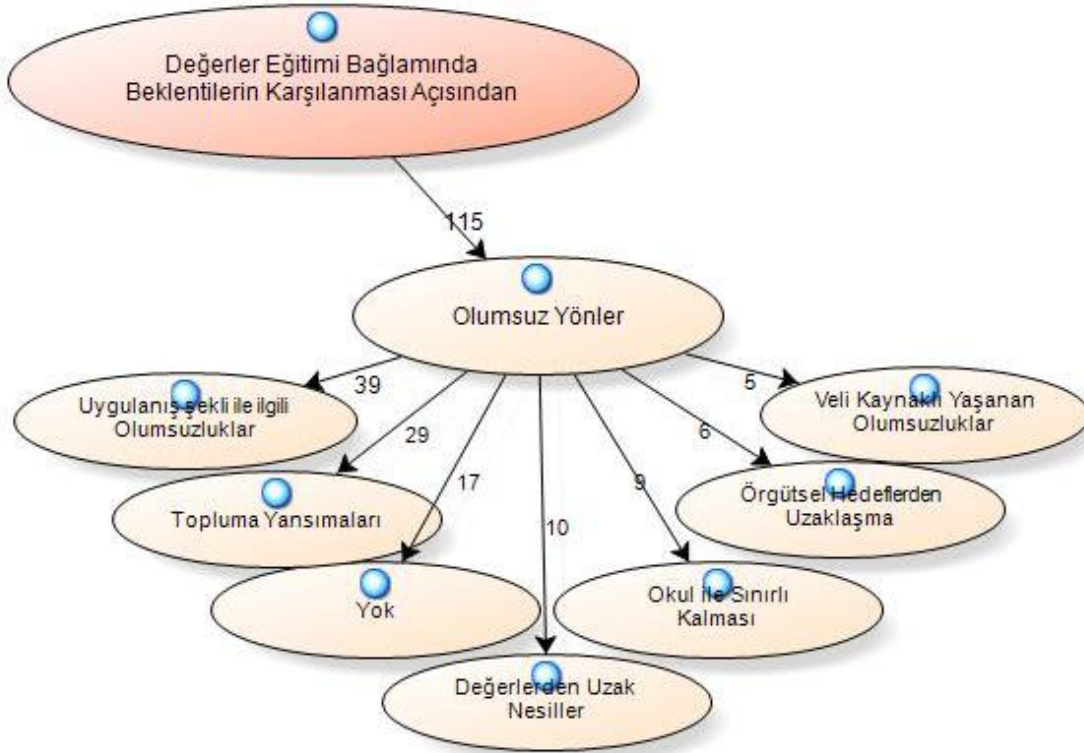 Değerler Eğitimi Bağlamında
Beklentilerin Karşılanması Açısından
115
Olumsuz Yönler
39
29
17
10
9
6
5
Uygulanış şekli ile ilgili
Olumsuzluklar
Topluma Yansımaları
Yok
Değerlerden Uzak
Nesiller
Okul ile Sınırlı
Kalması
Örgütsel Hedeflerden
Uzaklaşma
Veli Kaynaklı Yaşanan
Olumsuzluklar